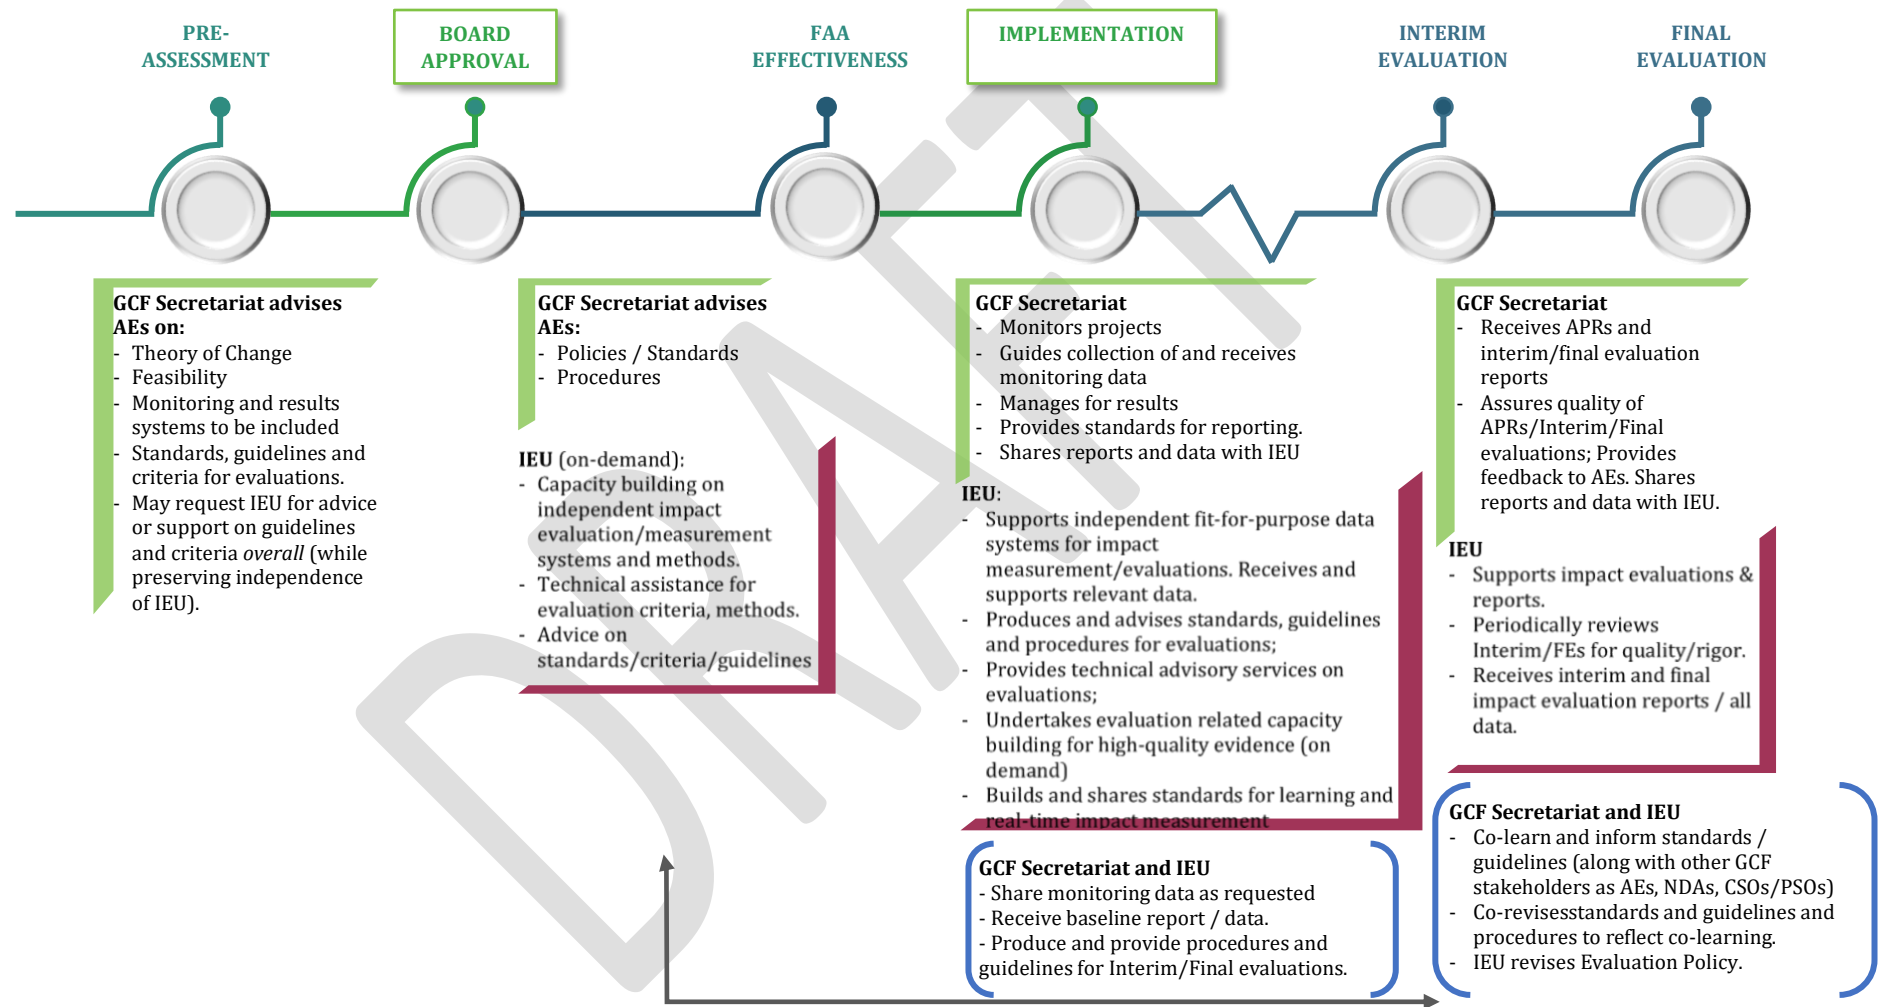 PRE-
ASSESSMENT
BOARD
APPROVAL
FAA
EFFECTIVENESS
IMPLEMENTATION
INTERIM
EVALUATION
FINAL
EVALUATION
DRAFT
GCF Secretariat advises
AEs on:
- Theory of Change
- Feasibility
- Monitoring and results
systems to be included
- Standards, guidelines and
criteria for evaluations.
- May request IEU for advice
or support on guidelines
and criteria overall (while
preserving independence
of IEU).
GCF Secretariat advises
AEs:
- Policies / Standards
- Procedures
IEU (on-demand):
- Capacity building on
independent impact
evaluation/measurement
systems and methods.
- Technical assistance for
evaluation criteria, methods.
- Advice on
standards/criteria/guidelines
GCF Secretariat
- Monitors projects
- Guides collection of and receives
monitoring data
- Manages for results
- Provides standards for reporting.
- Shares reports and data with IEU
IEU:
- Supports independent fit-for-purpose data
systems for impact
measurement/evaluations. Receives and
supports relevant data.
- Produces and advises standards, guidelines
and procedures for evaluations;
- Provides technical advisory services on
evaluations;
- Undertakes evaluation related capacity
building for high-quality evidence (on
demand)
- Builds and shares standards for learning and
real-time impact measurement
GCF Secretariat and IEU
- Share monitoring data as requested
- Receive baseline report / data.
- Produce and provide procedures and
guidelines for Interim/Final evaluations.
GCF Secretariat
- Receives APRs and
interim/final evaluation
reports
- Assures quality of
APRs/Interim/Final
evaluations; Provides
feedback to AEs. Shares
reports and data with IEU.
IEU
- Supports impact evaluations &
reports.
- Periodically reviews
Interim/FEs for quality/rigor.
- Receives interim and final
impact evaluation reports / all
data.
GCF Secretariat and IEU
- Co-learn and inform standards /
guidelines (along with other GCF
stakeholders as AEs, NDAs, CSOs/PSOs)
- Co-revisesstandards and guidelines and
procedures to reflect co-learning.
- IEU revises Evaluation Policy.